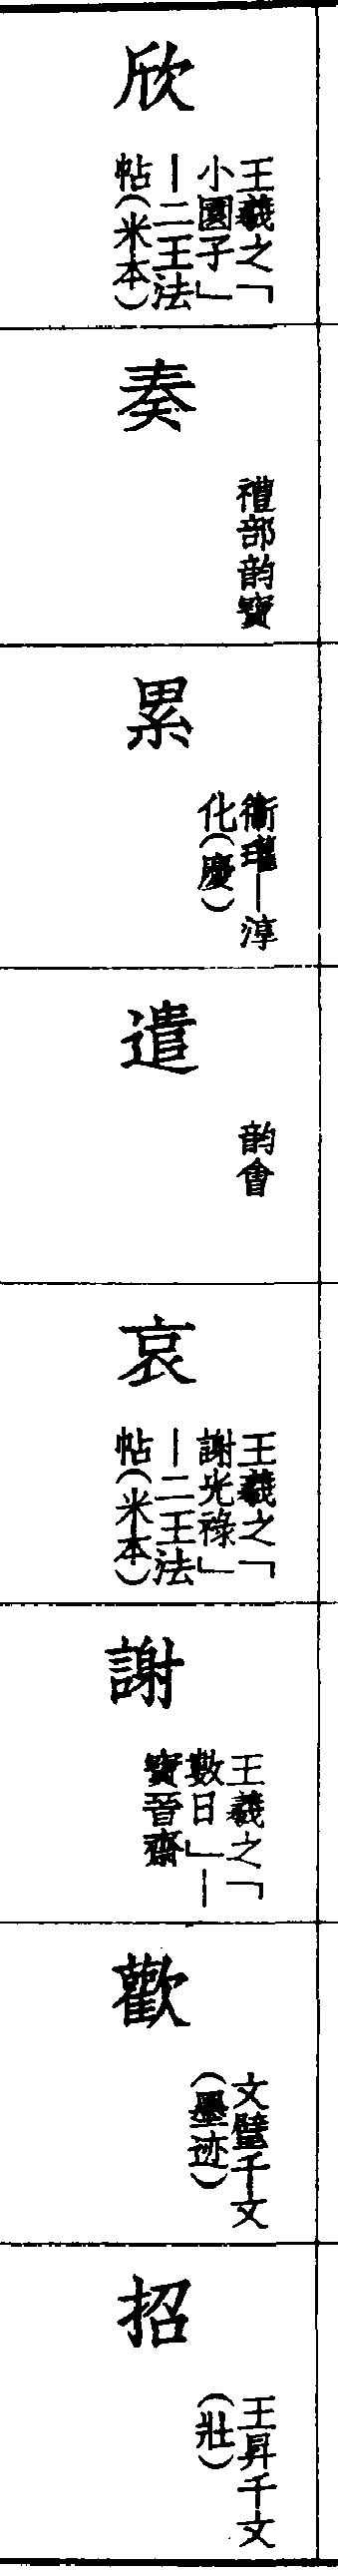 欣
王羲之「
小園子」
—二王法
帖（米本）
奏
禮部韵寶
累
衞瓘—淳
化（慶）
遣
韵會
哀
王羲之「
謝光祿」
—二王法
帖（米本）
謝
王羲之「
數日」—
寶晋齋
歡
文璧千文
（墨迹）
招
王昇千文
（壯）